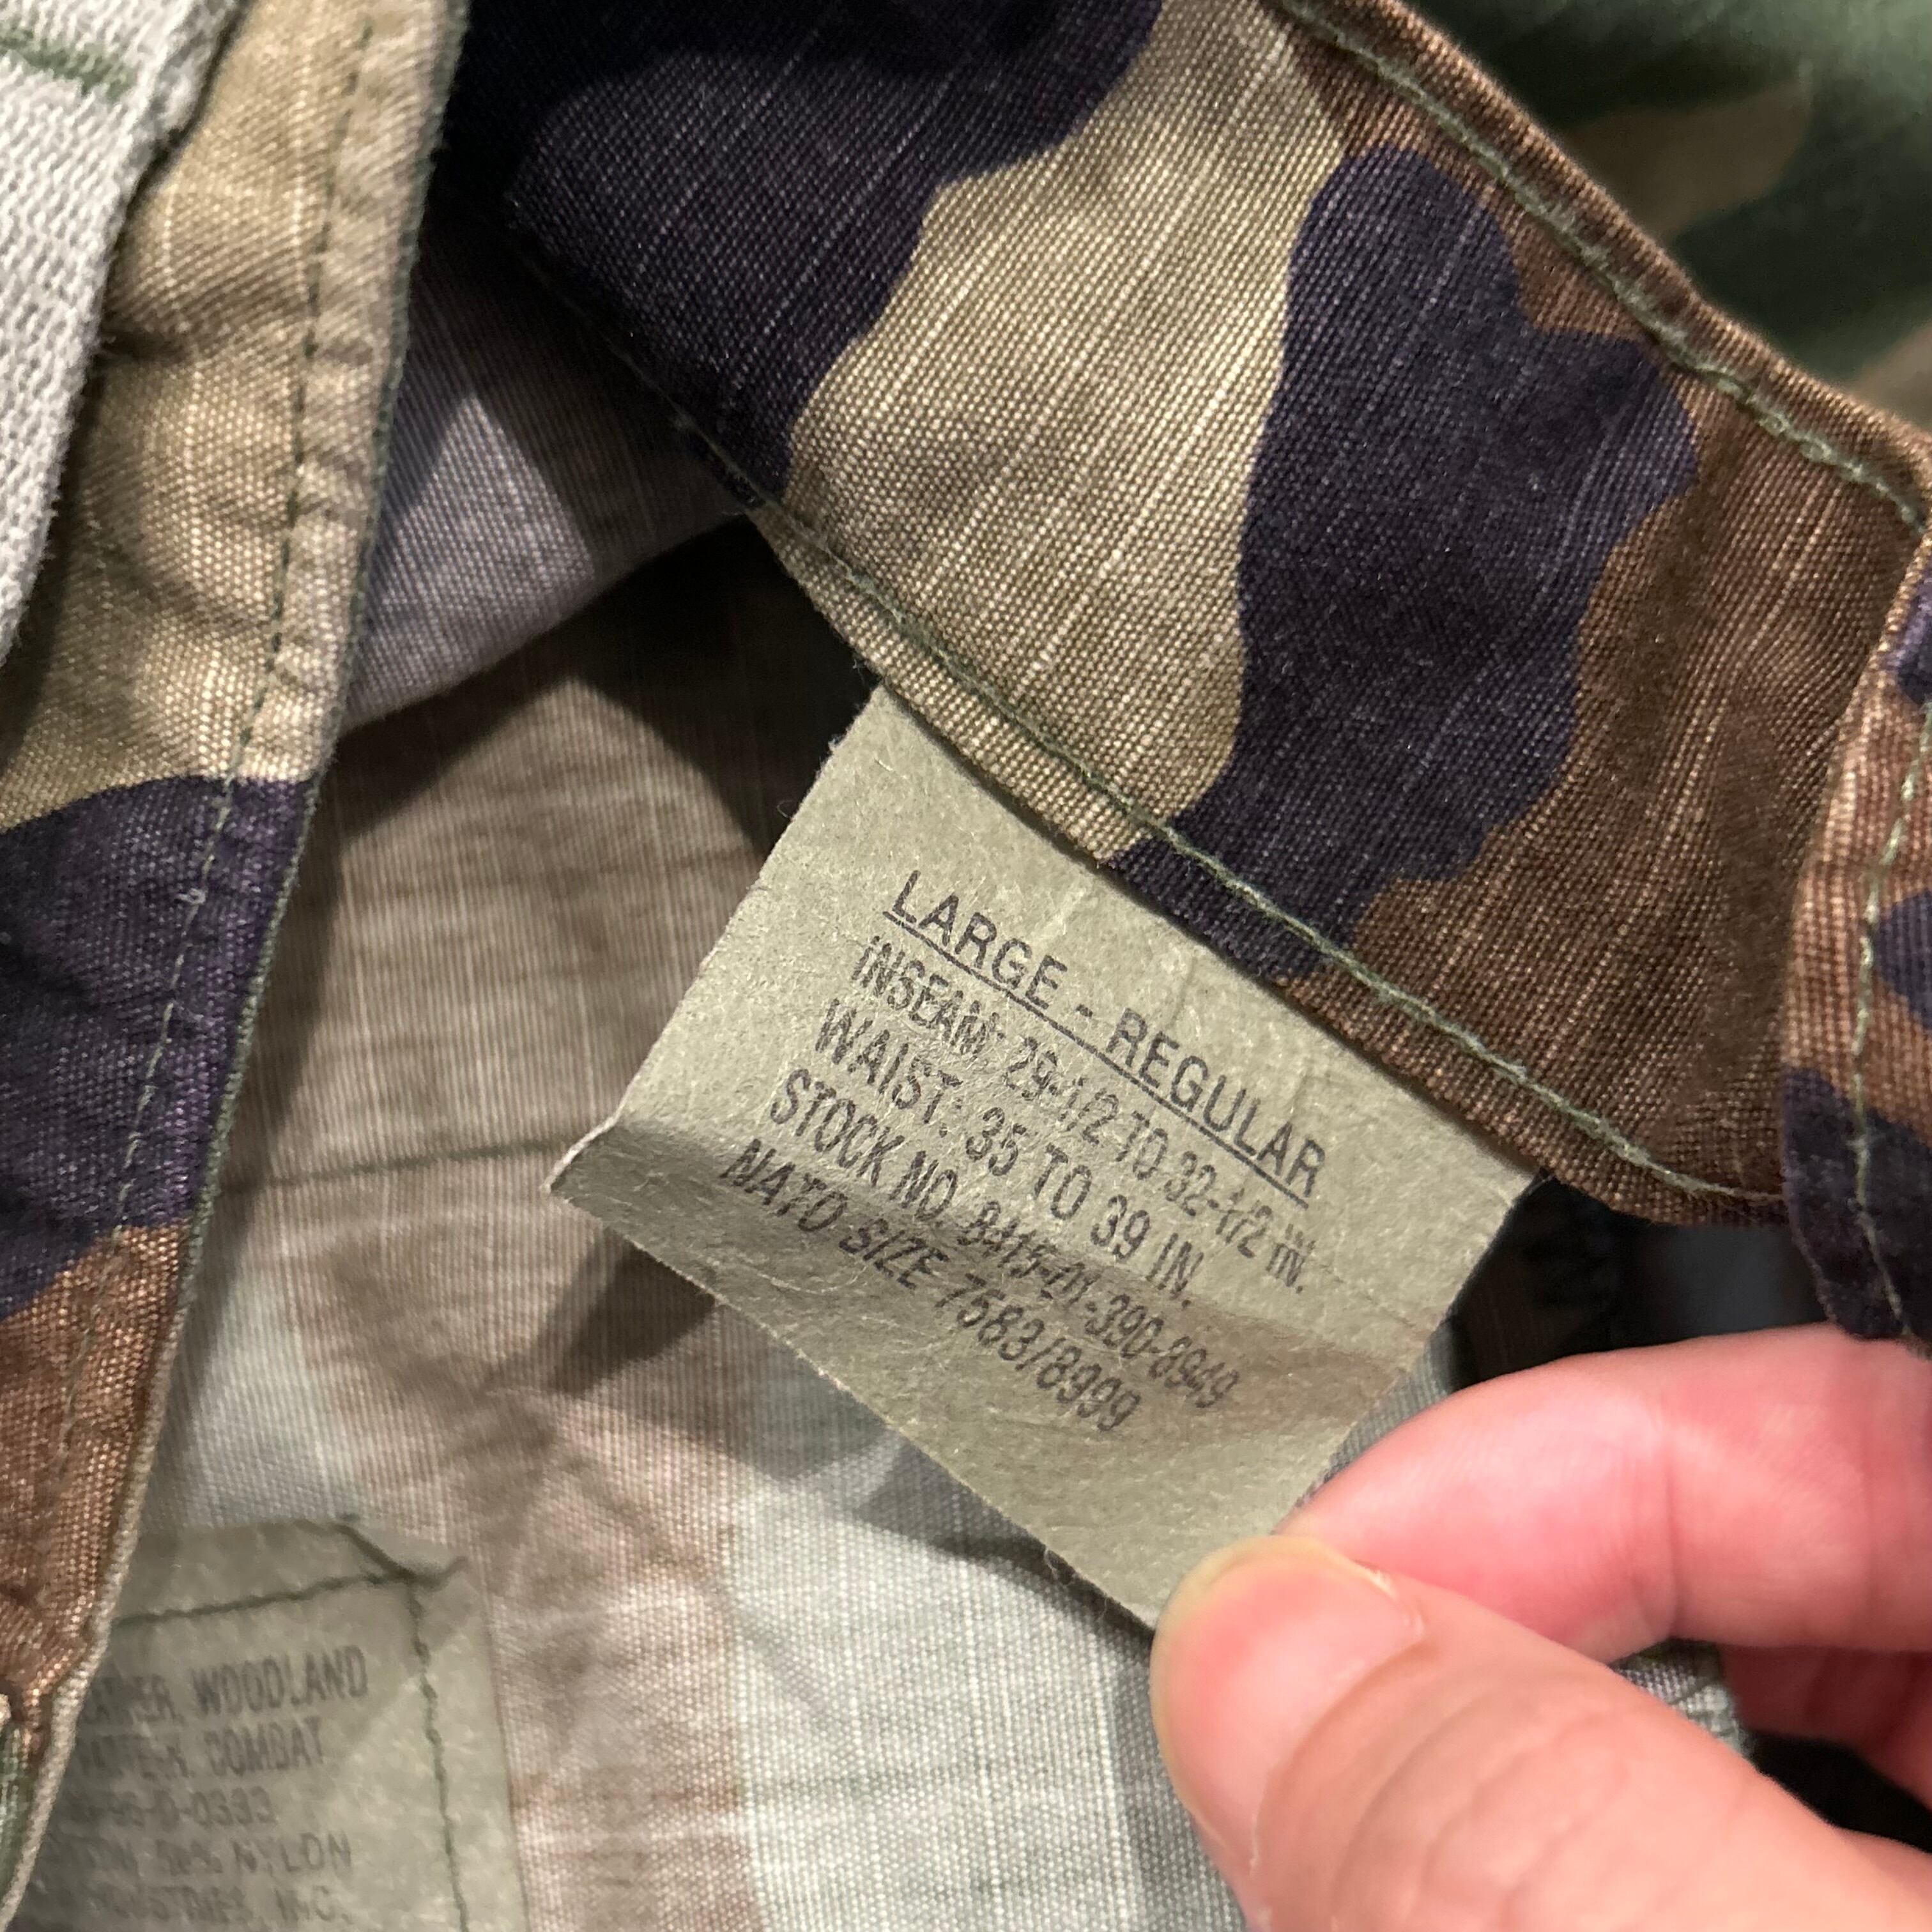 LARGE - REGULAR
INSEAM: 29-1/2 TO 32-1/2 IN.
WAIST: 35 TO 39 IN.
STOCK NO. 8415-01-390-8949
NATO SIZE 7583/8999
WOODLAND
COMBAT
-D-0333
NYLON
INC.